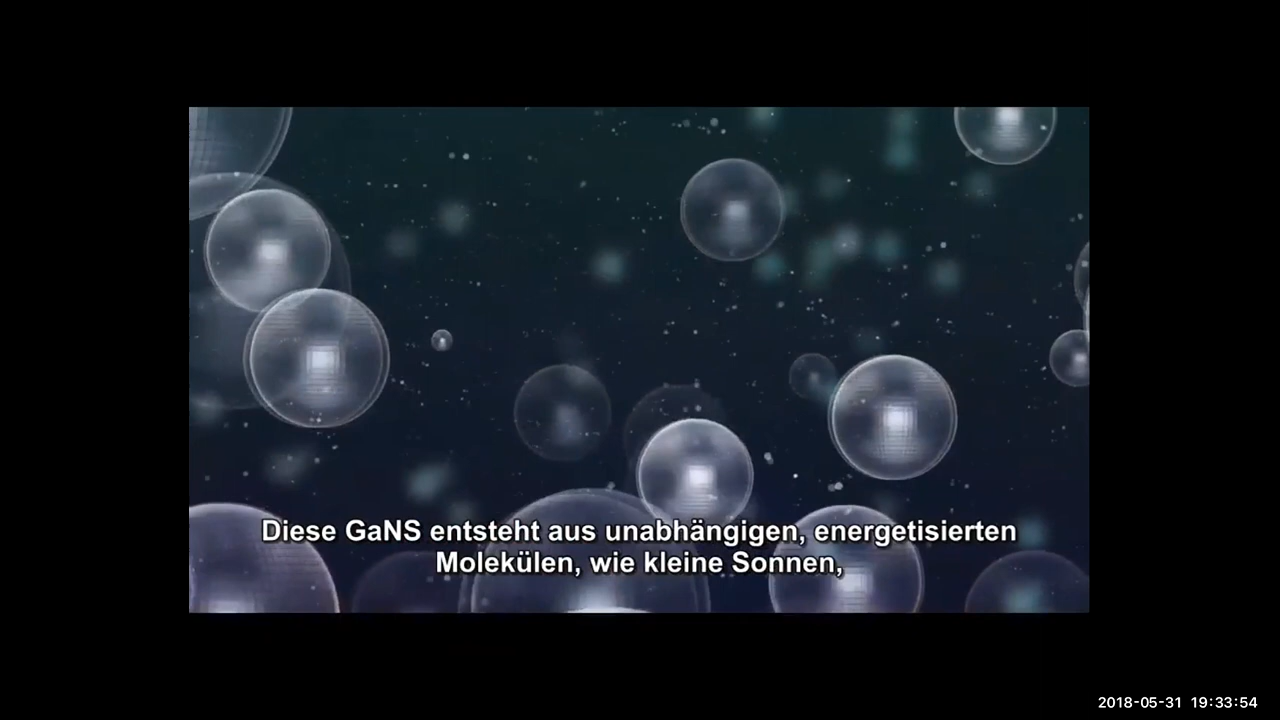 Diese GaNS entsteht aus unabhängigen, energetisierten
Molekülen, wie kleine Sonnen,
2018-05-31 19:33:54